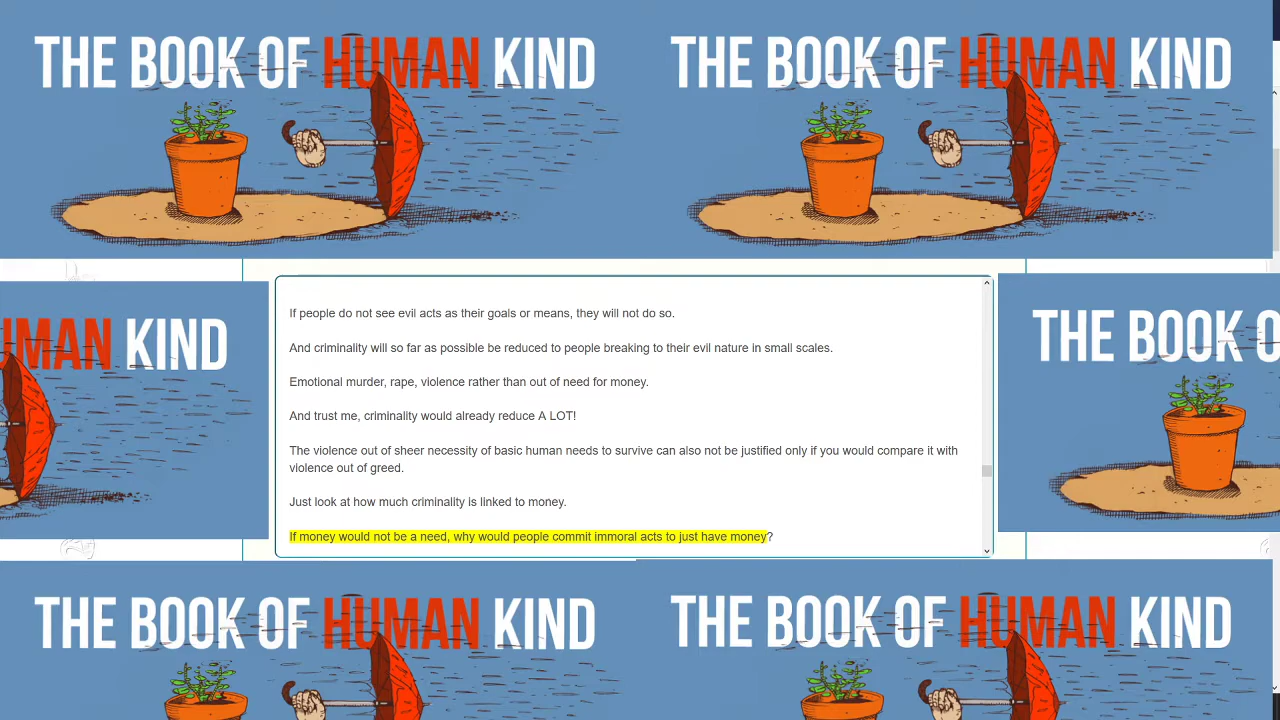 THE BOOK OF HUMAN KIND
THE BOOK OF HUMAN KIND
HUMAN KIND
If people do not see evil acts as their goals or means, they will not do so.
And criminality will so far as possible be reduced to people breaking to their evil nature in small scales.
Emotional murder, rape, violence rather than out of need for money.
And trust me, criminality would already reduce A LOT!
The violence out of sheer necessity of basic human needs to survive can also not be justified only if you would compare it with
violence out of greed.
Just look at how much criminality is linked to money.
If money would not be a need, why would people commit immoral acts to just have money?
THE BOOK O
THE BOOK OF HUMAN KIND
THE BOOK OF HUMAN KIND